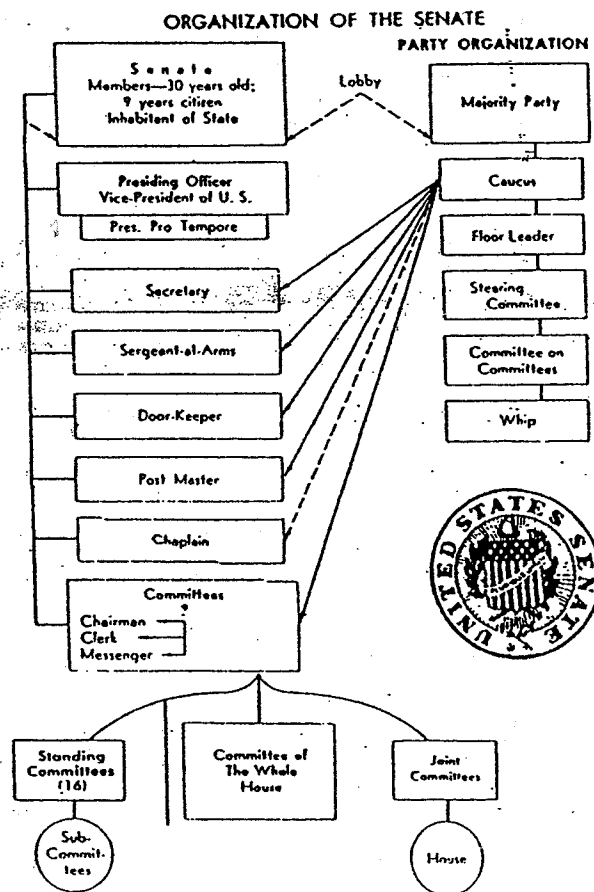 ORGANIZATION OF THE SENATE
PARTY ORGANIZATION
Senate
Members—30 years old;
9 years citizen
Inhabitant of State
Lobby
Majority Party
Presiding Officer
Vice-President of U. S.
Pres. Pro Tempore
Caucus
Floor Leader
Secretary
Stearing
Committee
Sergeant-at-Arms
Committee on
Committees
Door-Keeper
Whip
Post Master
Chaplain
UNITED STATES SENATE
Committees
Chairman
Clerk
Messenger
Standing
Committees
(16)
Committee of
The Whole
House
Joint
Committees
Sub-
Commit-
tees
House